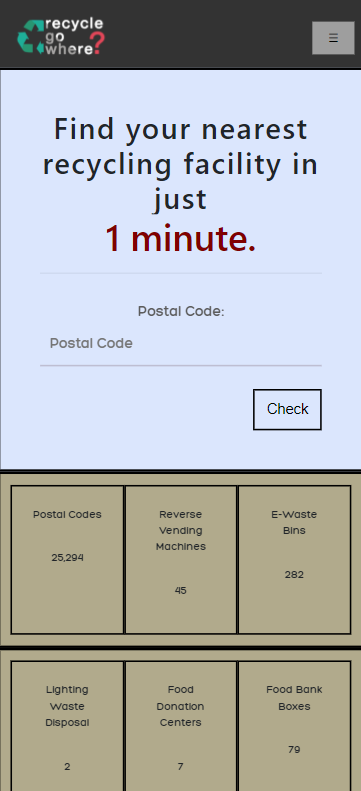 recycle
go
where?
☰
Find your nearest
recycling facility in
just
1 minute.
Postal Code:
Postal Code
Check
Postal Codes
25,294
Reverse
Vending
Machines
45
E-Waste
Bins
282
Lighting
Waste
Disposal
2
Food
Donation
Centers
7
Food Bank
Boxes
79